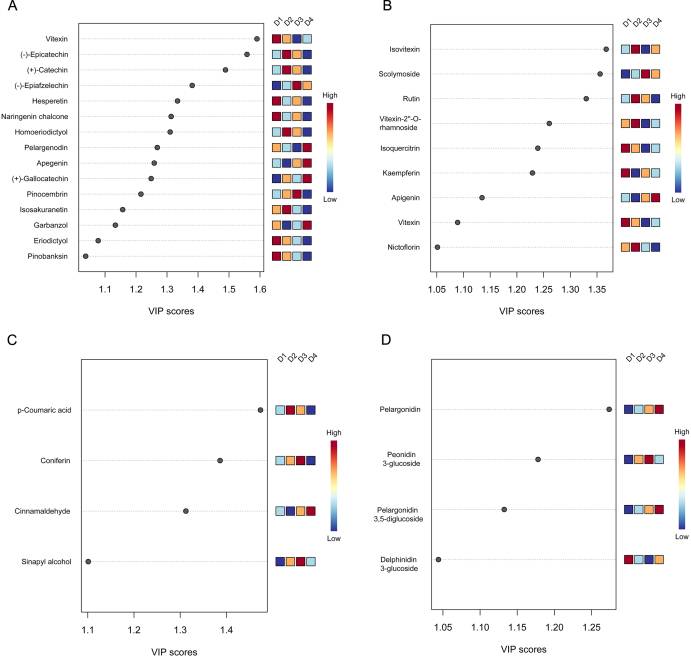 A
D1 D2 D3 D4
Vitexin
(-)-Epicatechin
(+)-Catechin
(-)-Epiafzelechin
Hesperetin
Naringenin chalcone
Homoeriodictyol
Pelargenodin
Apegenin
(+)-Gallocatechin
Pinocembrin
Isosakuranetin
Garbanzol
Eriodictyol
Pinobanksin
High
Low
1.1 1.2 1.3 1.4 1.5 1.6
VIP scores
B
D1 D2 D3 D4
Isovitexin
Scolymoside
Rutin
Vitexin-2"-O-
rhamnoside
Isoquercitrin
Kaempferin
Apigenin
Vitexin
Nictoflorin
High
Low
1.05 1.10 1.15 1.20 1.25 1.30 1.35
VIP scores
C
D1 D2 D3 D4
p-Coumaric acid
Coniferin
Cinnamaldehyde
Sinapyl alcohol
High
Low
1.1 1.2 1.3 1.4
VIP scores
D
D1 D2 D3 D4
Pelargonidin
Peonidin
3-glucoside
Pelargonidin
3,5-diglucoside
Delphinidin
3-glucoside
High
Low
1.05 1.10 1.15 1.20 1.25
VIP scores